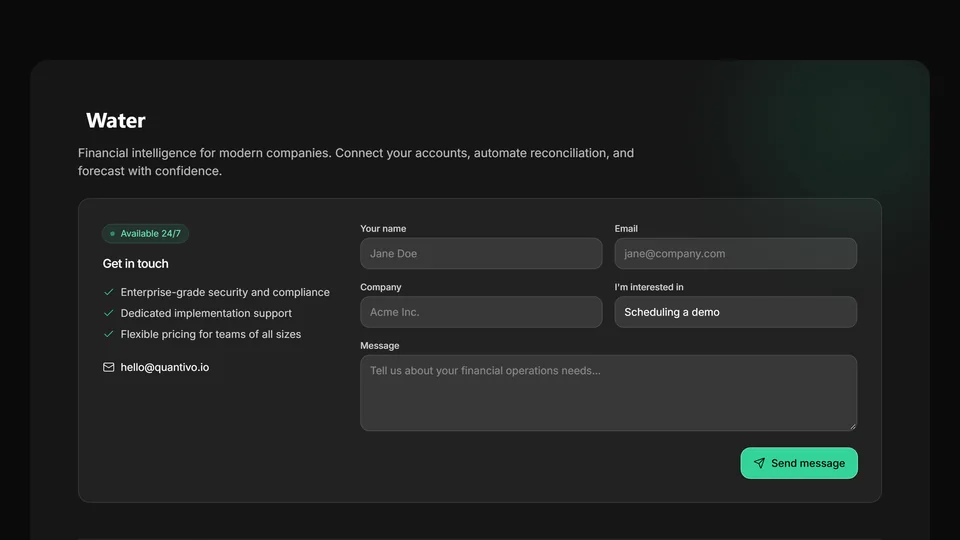 Water
Financial intelligence for modern companies. Connect your accounts, automate reconciliation, and
forecast with confidence.
Available 24/7
Get in touch
Enterprise-grade security and compliance
Dedicated implementation support
Flexible pricing for teams of all sizes
hello@quantivo.io
Your name
Jane Doe
Email
jane@company.com
Company
Acme Inc.
I'm interested in
Scheduling a demo
Message
Tell us about your financial operations needs...
Send message